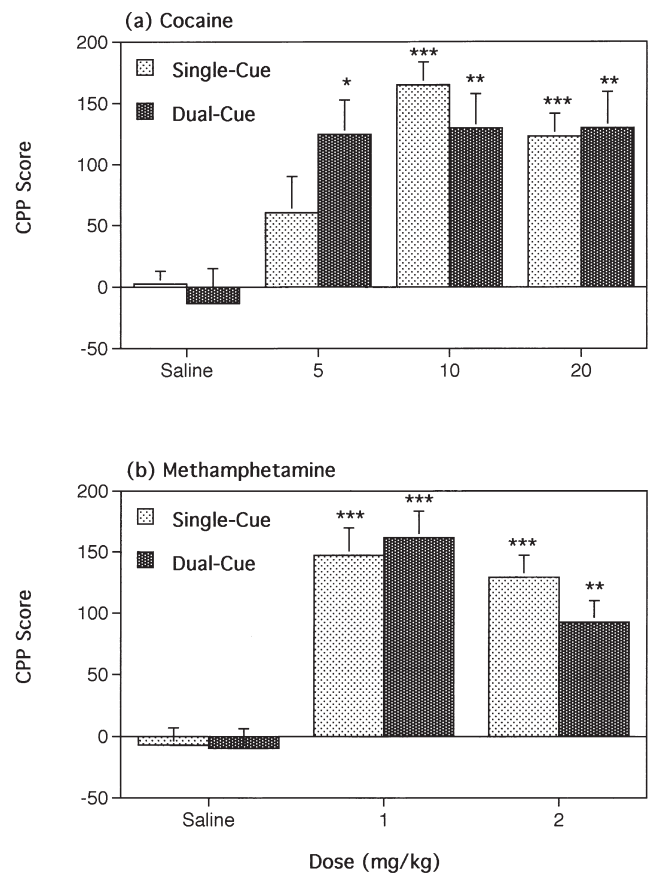 (a) Cocaine
200
150
100
50
0
-50
CPP Score
Single-Cue
Dual-Cue
*
***
**
***
**
Saline 5 10 20
(b) Methamphetamine
200
150
100
50
0
-50
CPP Score
Single-Cue
Dual-Cue
***
***
***
**
Saline 1 2
Dose (mg/kg)